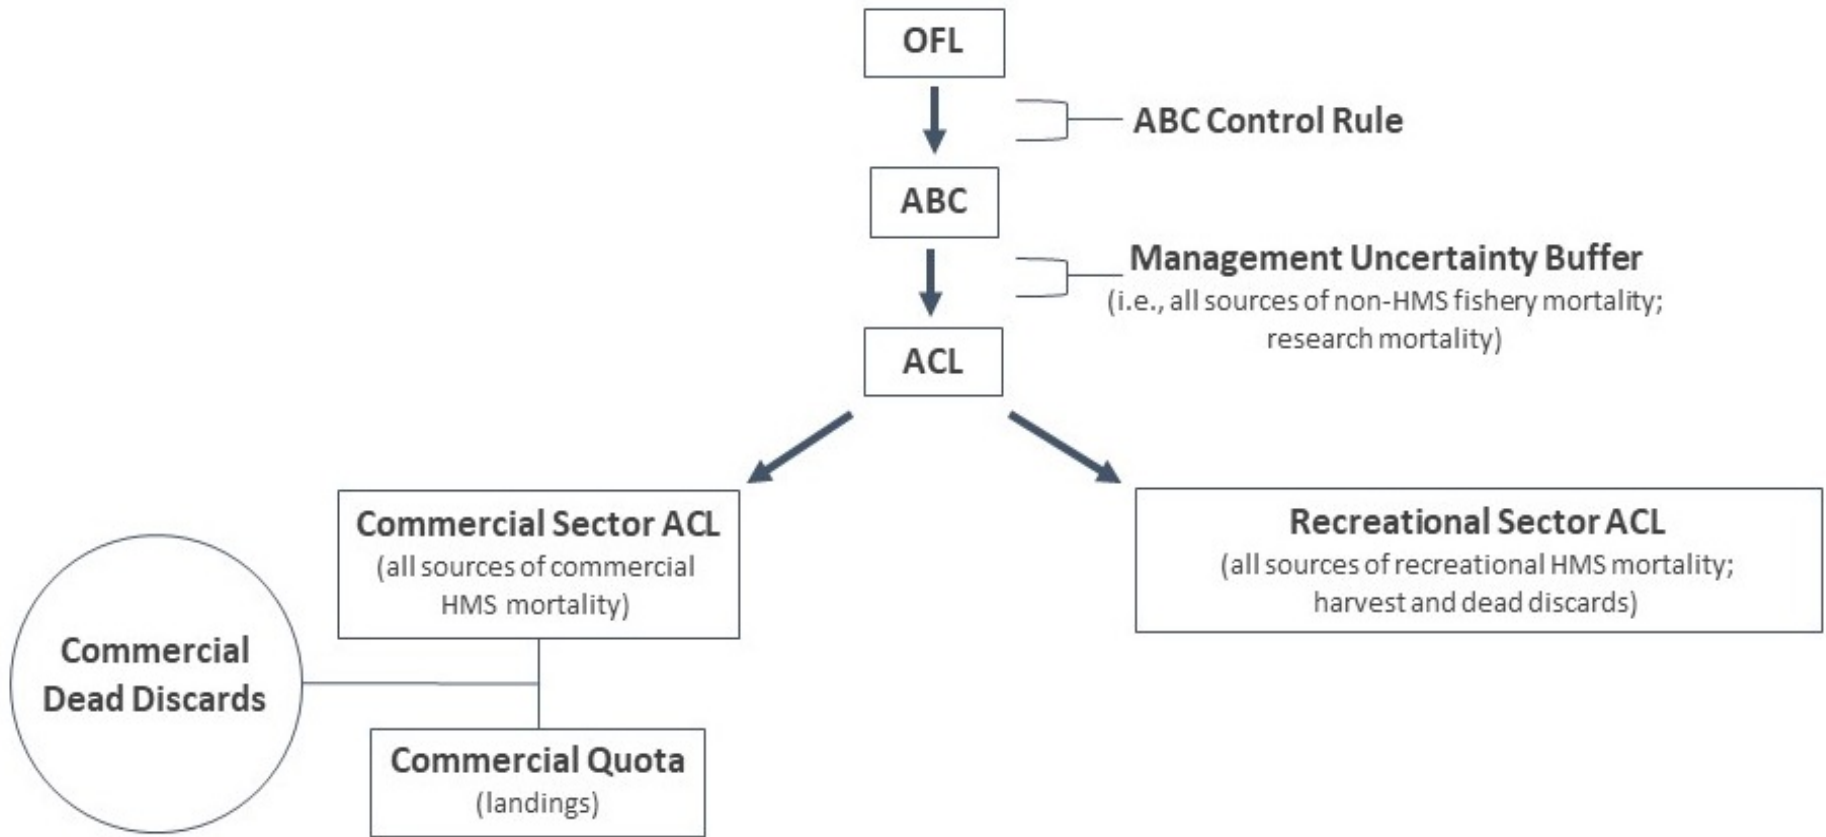 OFL
ABC Control Rule
ABC
Management Uncertainty Buffer
(i.e., all sources of non-HMS fishery mortality;
research mortality)
ACL
Commercial Sector ACL
(all sources of commercial
HMS mortality)
Recreational Sector ACL
(all sources of recreational HMS mortality;
harvest and dead discards)
Commercial
Dead Discards
Commercial Quota
(landings)